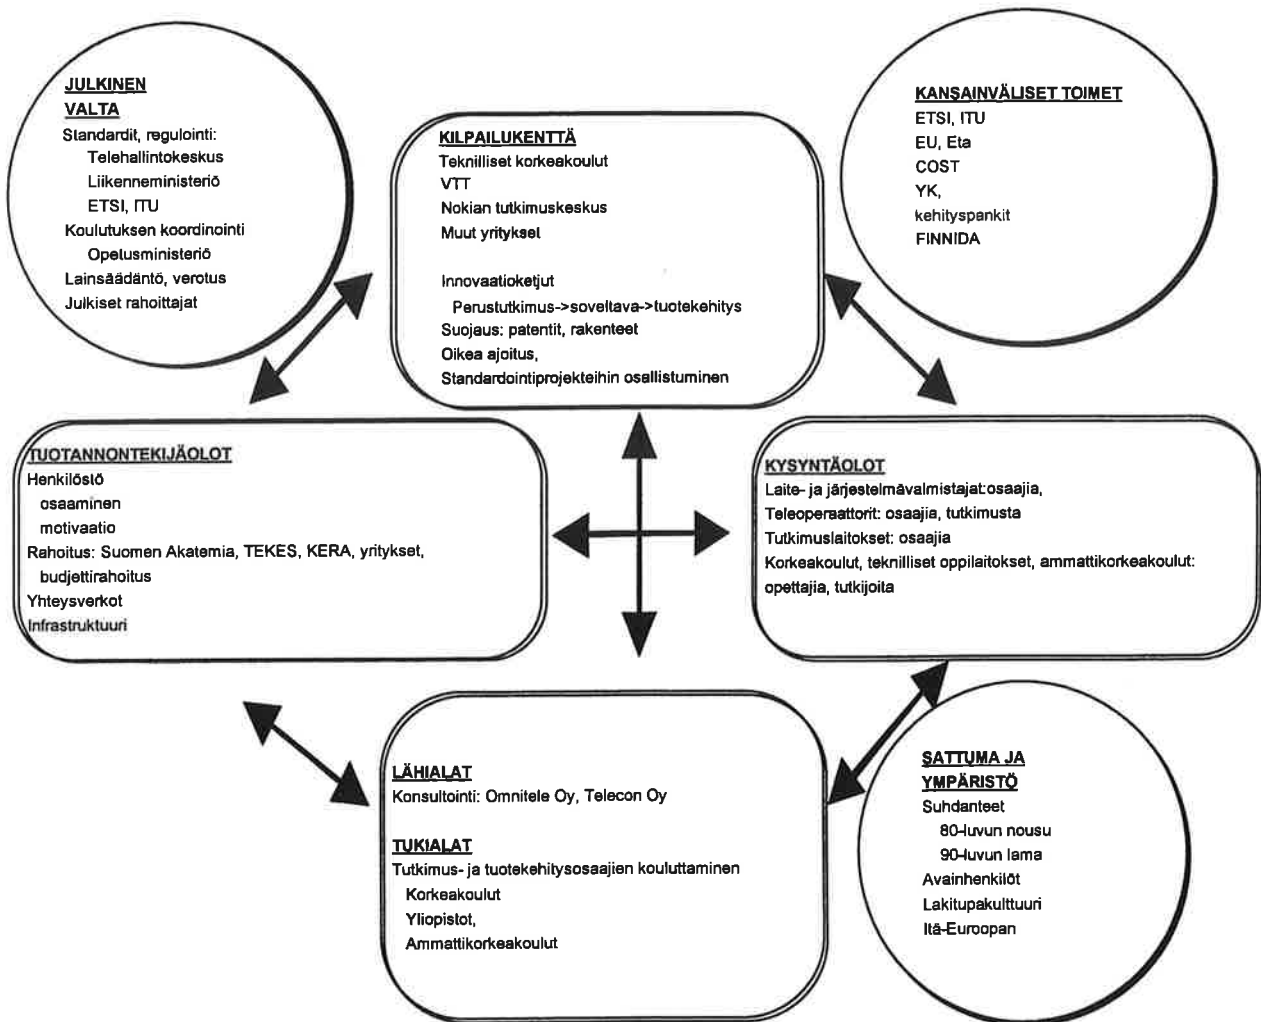 JULKINEN
VALTA
Standardit, regulointi:
Telehallintokeskus
Liikenneministeriö
ETSI, ITU
Koulutuksen koordinointi
Opetusministeriö
Lainsäädäntö, verotus
Julkiset rahoittajat
KILPAILUKENTTÄ
Teknilliset korkeakoulut
VTT
Nokian tutkimuskeskus
Muut yritykset
Innovaatioketjut
Perustutkimus->soveltava->tuotekehitys
Suojaus: patentit, rakenteet
Oikea ajoitus,
Standardointiprojekteihin osallistuminen
KANSAINVÄLISET TOIMET
ETSI, ITU
EU, Eta
COST
YK,
kehityspankit
FINNIDA
TUOTANNONTEKIJÄOLOT
Henkilöstö
osaaminen
motivaatio
Rahoitus: Suomen Akatemia, TEKES, KERA, yritykset,
budjettirahoitus
Yhteysverkot
Infrastruktuuri
KYSYNTÄOLOT
Laite- ja järjestelmävalmistajat:osaajia,
Teleoperaattorit: osaajia, tutkimusta
Tutkimuslaitokset: osaajia
Korkeakoulut, teknilliset oppilaitokset, ammattikorkeakoulut:
opettajia, tutkijoita
LÄHIALAT
Konsultointi: Omnitele Oy, Telecon Oy
TUKIALAT
Tutkimus- ja tuotekehitysosaajien kouluttaminen
Korkeakoulut
Yliopistot,
Ammattikorkeakoulut
SATTUMA JA
YMPÄRISTÖ
Suhdanteet
80-luvun nousu
90-luvun lama
Avainhenkilöt
Lakitupakulttuuri
Itä-Euroopan